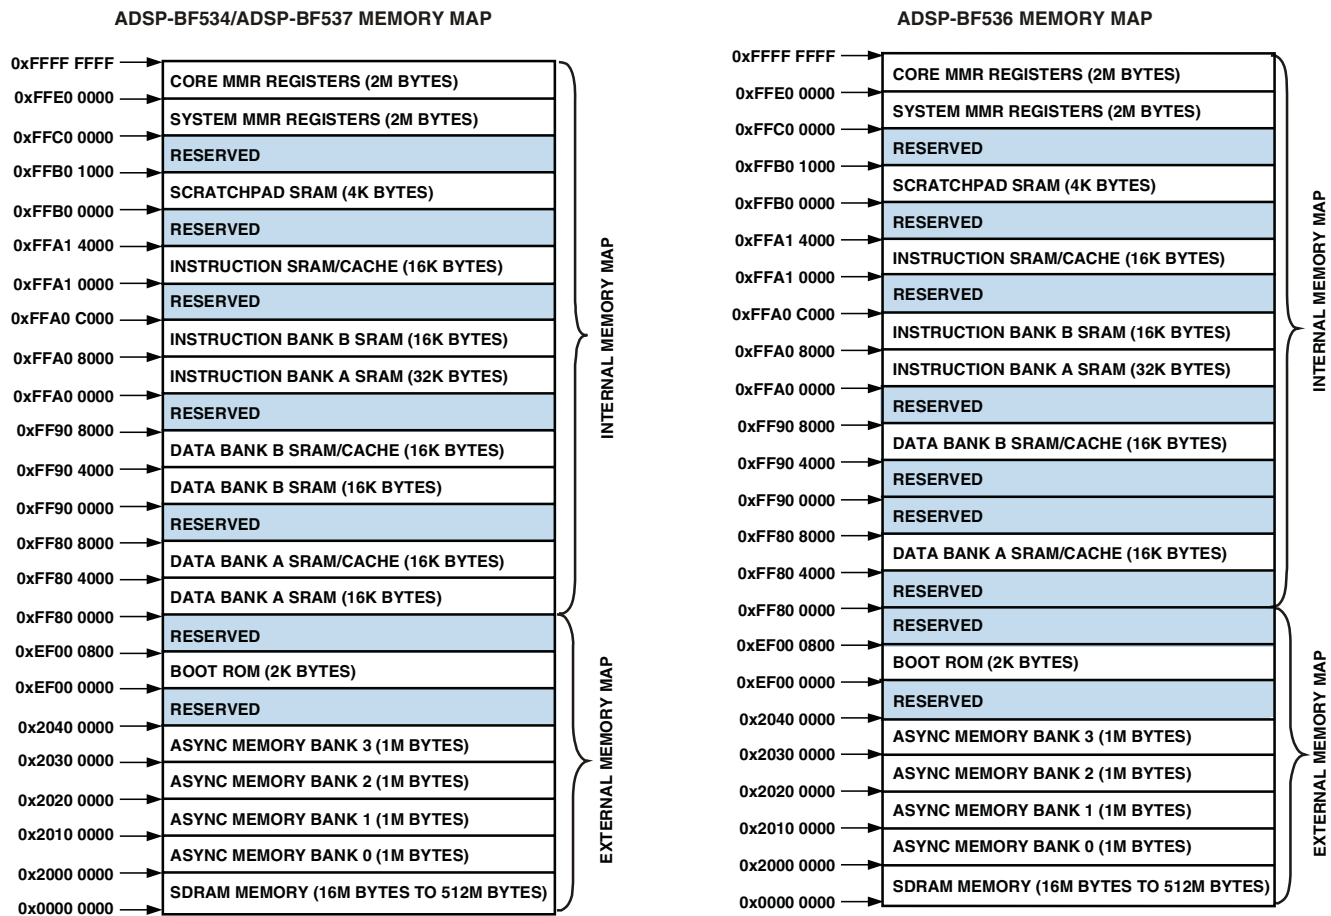 ADSP-BF534/ADSP-BF537 MEMORY MAP
0xFFFF FFFF
CORE MMR REGISTERS (2M BYTES)
0xFFE0 0000
SYSTEM MMR REGISTERS (2M BYTES)
0xFFC0 0000
RESERVED
0xFFB0 1000
SCRATCHPAD SRAM (4K BYTES)
0xFFB0 0000
RESERVED
0xFFA1 4000
INSTRUCTION SRAM/CACHE (16K BYTES)
0xFFA1 0000
RESERVED
0xFFA0 C000
INSTRUCTION BANK B SRAM (16K BYTES)
0xFFA0 8000
INSTRUCTION BANK A SRAM (32K BYTES)
0xFFA0 0000
RESERVED
0xFF90 8000
DATA BANK B SRAM/CACHE (16K BYTES)
0xFF90 4000
DATA BANK B SRAM (16K BYTES)
0xFF90 0000
RESERVED
0xFF80 8000
DATA BANK A SRAM/CACHE (16K BYTES)
0xFF80 4000
DATA BANK A SRAM (16K BYTES)
0xFF80 0000
RESERVED
0xEF00 0800
BOOT ROM (2K BYTES)
0xEF00 0000
RESERVED
0x2040 0000
ASYNC MEMORY BANK 3 (1M BYTES)
0x2030 0000
ASYNC MEMORY BANK 2 (1M BYTES)
0x2020 0000
ASYNC MEMORY BANK 1 (1M BYTES)
0x2010 0000
ASYNC MEMORY BANK 0 (1M BYTES)
0x2000 0000
SDRAM MEMORY (16M BYTES TO 512M BYTES)
0x0000 0000
INTERNAL MEMORY MAP
EXTERNAL MEMORY MAP
ADSP-BF536 MEMORY MAP
0xFFFF FFFF
CORE MMR REGISTERS (2M BYTES)
0xFFE0 0000
SYSTEM MMR REGISTERS (2M BYTES)
0xFFC0 0000
RESERVED
0xFFB0 1000
SCRATCHPAD SRAM (4K BYTES)
0xFFB0 0000
RESERVED
0xFFA1 4000
INSTRUCTION SRAM/CACHE (16K BYTES)
0xFFA1 0000
RESERVED
0xFFA0 C000
INSTRUCTION BANK B SRAM (16K BYTES)
0xFFA0 8000
INSTRUCTION BANK A SRAM (32K BYTES)
0xFFA0 0000
RESERVED
0xFF90 8000
DATA BANK B SRAM/CACHE (16K BYTES)
0xFF90 4000
RESERVED
0xFF90 0000
RESERVED
0xFF80 8000
DATA BANK A SRAM/CACHE (16K BYTES)
0xFF80 4000
RESERVED
0xFF80 0000
RESERVED
0xEF00 0800
BOOT ROM (2K BYTES)
0xEF00 0000
RESERVED
0x2040 0000
ASYNC MEMORY BANK 3 (1M BYTES)
0x2030 0000
ASYNC MEMORY BANK 2 (1M BYTES)
0x2020 0000
ASYNC MEMORY BANK 1 (1M BYTES)
0x2010 0000
ASYNC MEMORY BANK 0 (1M BYTES)
0x2000 0000
SDRAM MEMORY (16M BYTES TO 512M BYTES)
0x0000 0000
INTERNAL MEMORY MAP
EXTERNAL MEMORY MAP